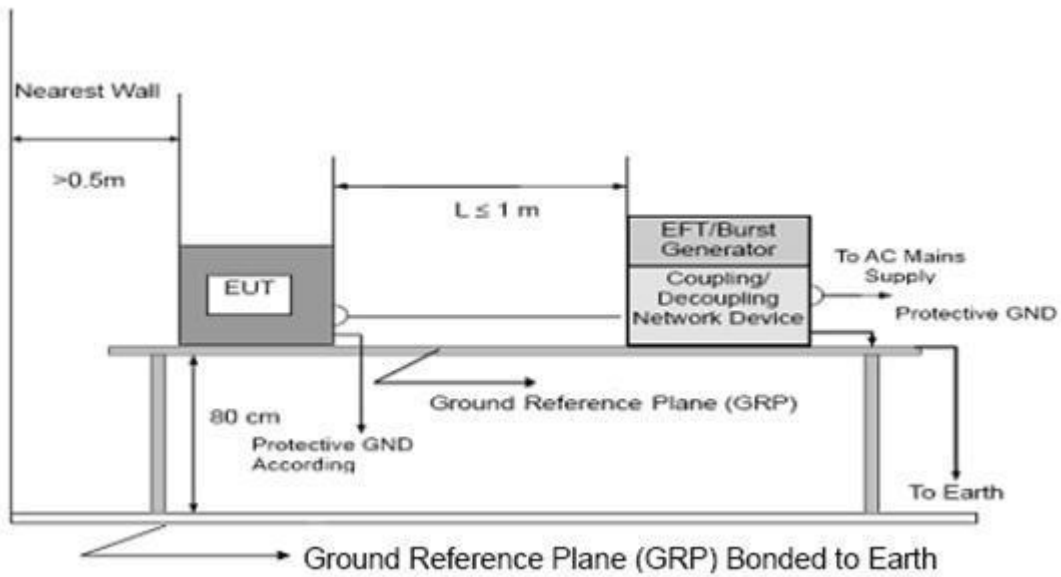 Nearest Wall
>0.5m
L ≤ 1 m
EUT
EFT/Burst
Generator
Coupling/
Decoupling
Network Device
To AC Mains
Supply
Protective GND
Ground Reference Plane (GRP)
80 cm
Protective GND
According
To Earth
Ground Reference Plane (GRP) Bonded to Earth